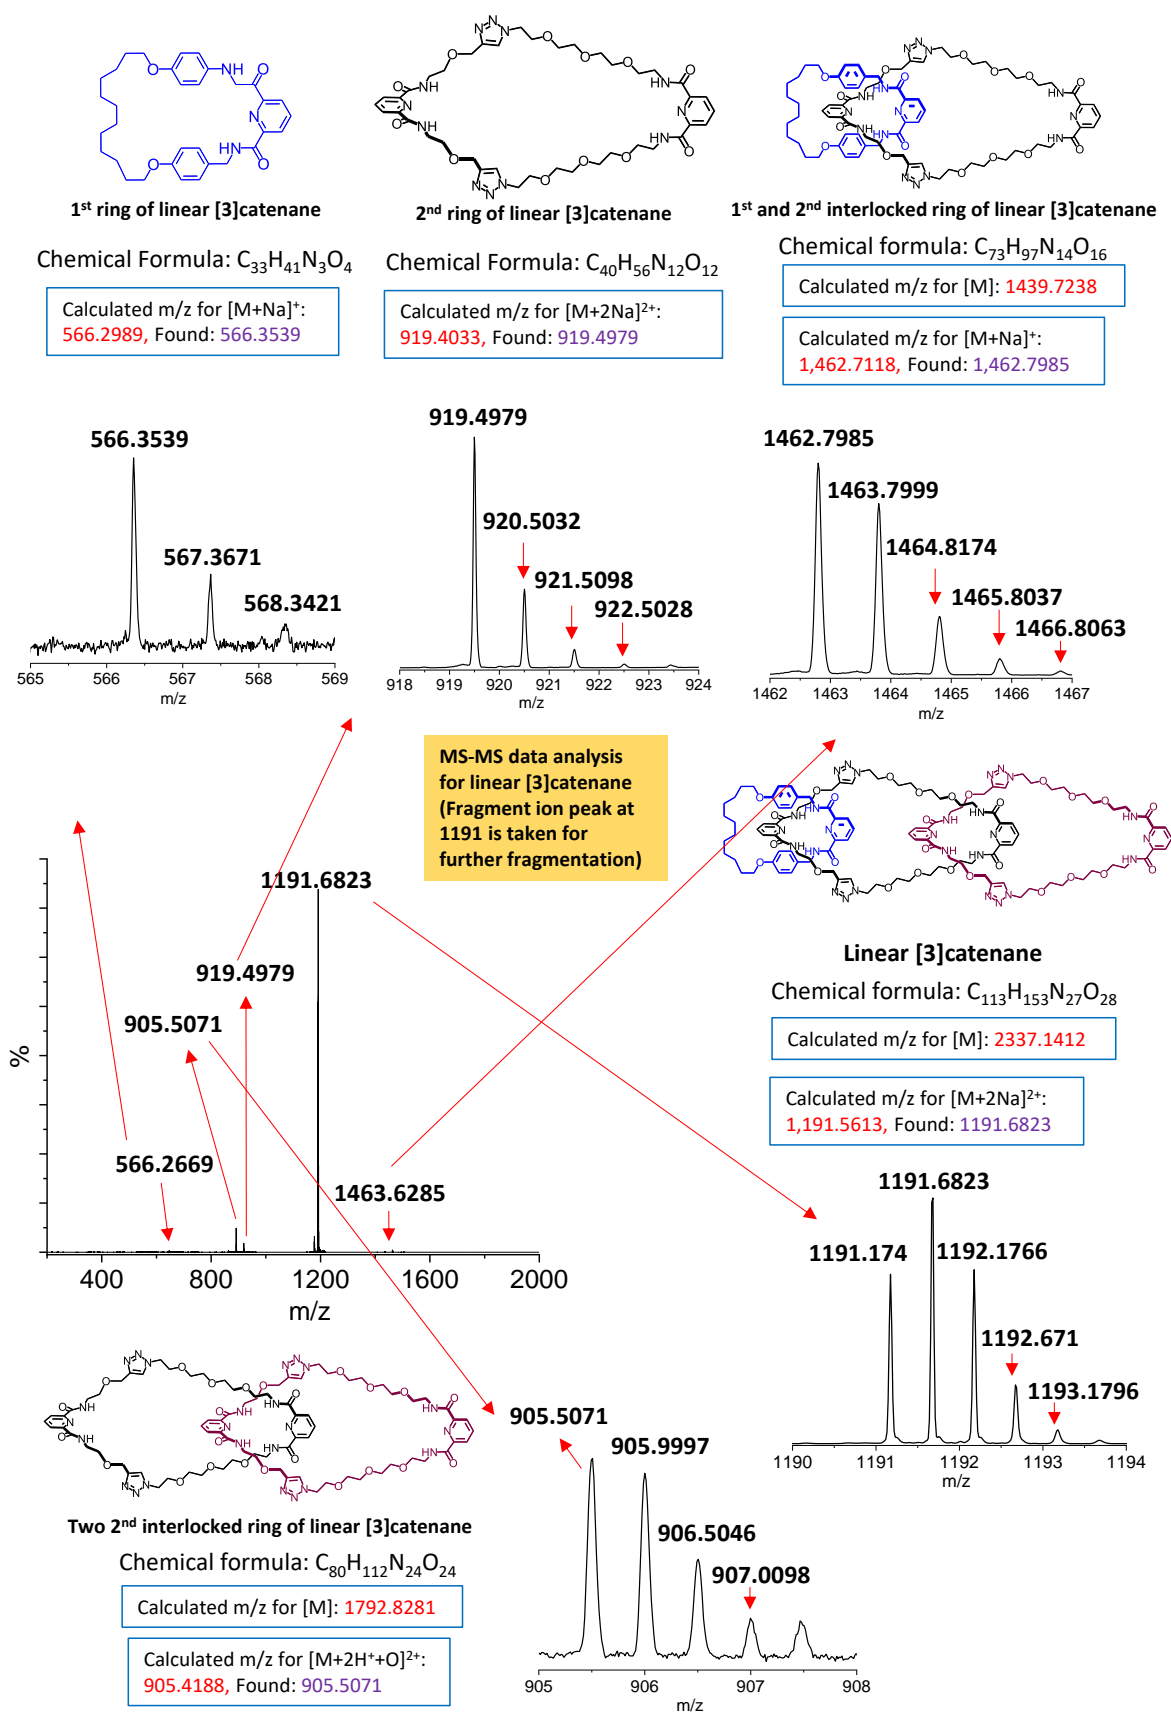 1st ring of linear [3]catenane
Chemical Formula: C33H41N3O4
Calculated m/z for [M+Na]+:
566.2989, Found: 566.3539
2nd ring of linear [3]catenane
Chemical Formula: C40H56N12O12
Calculated m/z for [M+2Na]2+:
919.4033, Found: 919.4979
1st and 2nd interlocked ring of linear [3]catenane
Chemical formula: C73H97N14O16
Calculated m/z for [M]: 1439.7238
Calculated m/z for [M+Na]+:
1,462.7118, Found: 1,462.7985
566.3539
567.3671
568.3421
565 566 567 568 569
m/z
919.4979
920.5032
921.5098
922.5028
918 919 920 921 922 923 924
m/z
1462.7985
1463.7999
1464.8174
1465.8037
1466.8063
1462 1463 1464 1465 1466 1467
m/z
MS-MS data analysis
for linear [3]catenane
(Fragment ion peak at
1191 is taken for
further fragmentation)
1191.6823
919.4979
905.5071
566.2669
1463.6285
%
400 800 1200 1600 2000
m/z
Linear [3]catenane
Chemical formula: C113H153N27O28
Calculated m/z for [M]: 2337.1412
Calculated m/z for [M+2Na]2+:
1,191.5613, Found: 1191.6823
1191.6823
1191.174
1192.1766
1192.671
1193.1796
1190 1191 1192 1193 1194
m/z
Two 2nd interlocked ring of linear [3]catenane
Chemical formula: C80H112N24O24
Calculated m/z for [M]: 1792.8281
Calculated m/z for [M+2H++O]2+:
905.4188, Found: 905.5071
905.5071
905.9997
906.5046
907.0098
905 906 907 908
m/z